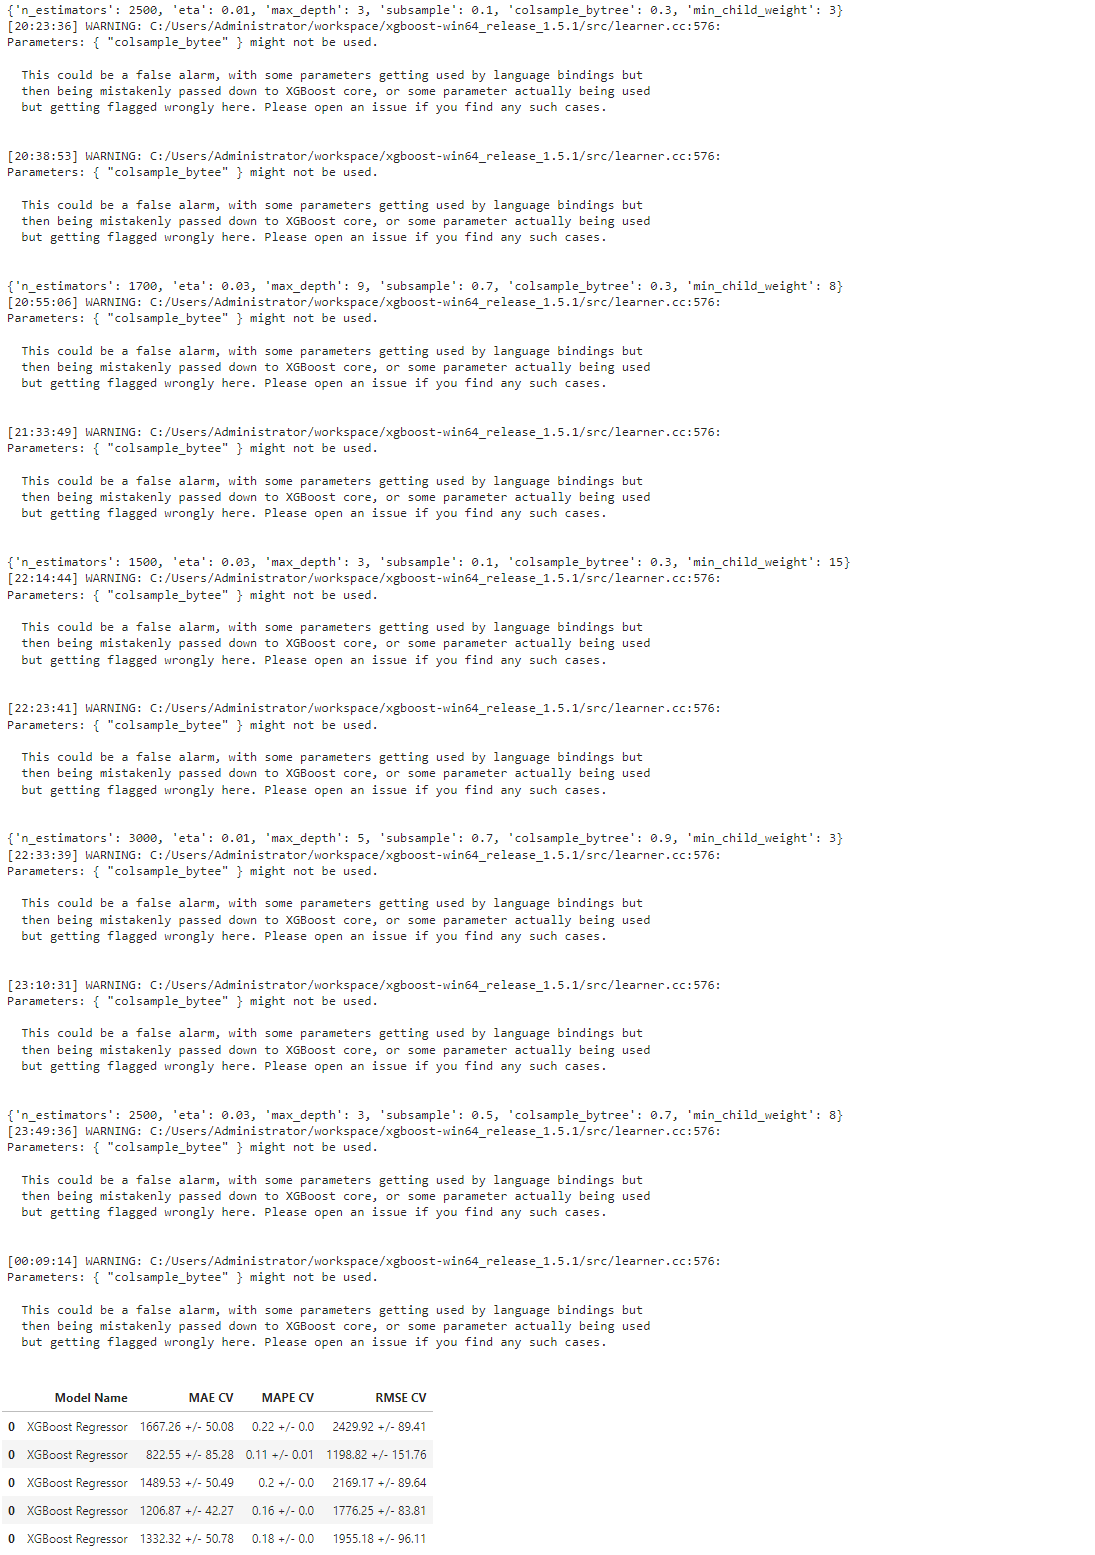 {'n_estimators': 2500, 'eta': 0.01, 'max_depth': 3, 'subsample': 0.1, 'colsample_bytree': 0.3, 'min_child_weight': 3}
[20:23:36] WARNING: C:/Users/Administrator/workspace/xgboost-win64_release_1.5.1/src/learner.cc:576:
Parameters: { "colsample_bytee" } might not be used.
This could be a false alarm, with some parameters getting used by language bindings but
then being mistakenly passed down to XGBoost core, or some parameter actually being used
but getting flagged wrongly here. Please open an issue if you find any such cases.
[20:38:53] WARNING: C:/Users/Administrator/workspace/xgboost-win64_release_1.5.1/src/learner.cc:576:
Parameters: { "colsample_bytee" } might not be used.
This could be a false alarm, with some parameters getting used by language bindings but
then being mistakenly passed down to XGBoost core, or some parameter actually being used
but getting flagged wrongly here. Please open an issue if you find any such cases.
{'n_estimators': 1700, 'eta': 0.03, 'max_depth': 9, 'subsample': 0.7, 'colsample_bytree': 0.3, 'min_child_weight': 8}
[20:55:06] WARNING: C:/Users/Administrator/workspace/xgboost-win64_release_1.5.1/src/learner.cc:576:
Parameters: { "colsample_bytee" } might not be used.
This could be a false alarm, with some parameters getting used by language bindings but
then being mistakenly passed down to XGBoost core, or some parameter actually being used
but getting flagged wrongly here. Please open an issue if you find any such cases.
[21:33:49] WARNING: C:/Users/Administrator/workspace/xgboost-win64_release_1.5.1/src/learner.cc:576:
Parameters: { "colsample_bytee" } might not be used.
This could be a false alarm, with some parameters getting used by language bindings but
then being mistakenly passed down to XGBoost core, or some parameter actually being used
but getting flagged wrongly here. Please open an issue if you find any such cases.
{'n_estimators': 1500, 'eta': 0.03, 'max_depth': 3, 'subsample': 0.1, 'colsample_bytree': 0.3, 'min_child_weight': 15}
[22:14:44] WARNING: C:/Users/Administrator/workspace/xgboost-win64_release_1.5.1/src/learner.cc:576:
Parameters: { "colsample_bytee" } might not be used.
This could be a false alarm, with some parameters getting used by language bindings but
then being mistakenly passed down to XGBoost core, or some parameter actually being used
but getting flagged wrongly here. Please open an issue if you find any such cases.
[22:23:41] WARNING: C:/Users/Administrator/workspace/xgboost-win64_release_1.5.1/src/learner.cc:576:
Parameters: { "colsample_bytee" } might not be used.
This could be a false alarm, with some parameters getting used by language bindings but
then being mistakenly passed down to XGBoost core, or some parameter actually being used
but getting flagged wrongly here. Please open an issue if you find any such cases.
{'n_estimators': 3000, 'eta': 0.01, 'max_depth': 5, 'subsample': 0.7, 'colsample_bytree': 0.9, 'min_child_weight': 3}
[22:33:39] WARNING: C:/Users/Administrator/workspace/xgboost-win64_release_1.5.1/src/learner.cc:576:
Parameters: { "colsample_bytee" } might not be used.
This could be a false alarm, with some parameters getting used by language bindings but
then being mistakenly passed down to XGBoost core, or some parameter actually being used
but getting flagged wrongly here. Please open an issue if you find any such cases.
[23:10:31] WARNING: C:/Users/Administrator/workspace/xgboost-win64_release_1.5.1/src/learner.cc:576:
Parameters: { "colsample_bytee" } might not be used.
This could be a false alarm, with some parameters getting used by language bindings but
then being mistakenly passed down to XGBoost core, or some parameter actually being used
but getting flagged wrongly here. Please open an issue if you find any such cases.
{'n_estimators': 2500, 'eta': 0.03, 'max_depth': 3, 'subsample': 0.5, 'colsample_bytree': 0.7, 'min_child_weight': 8}
[23:49:36] WARNING: C:/Users/Administrator/workspace/xgboost-win64_release_1.5.1/src/learner.cc:576:
Parameters: { "colsample_bytee" } might not be used.
This could be a false alarm, with some parameters getting used by language bindings but
then being mistakenly passed down to XGBoost core, or some parameter actually being used
but getting flagged wrongly here. Please open an issue if you find any such cases.
[00:09:14] WARNING: C:/Users/Administrator/workspace/xgboost-win64_release_1.5.1/src/learner.cc:576:
Parameters: { "colsample_bytee" } might not be used.
This could be a false alarm, with some parameters getting used by language bindings but
then being mistakenly passed down to XGBoost core, or some parameter actually being used
but getting flagged wrongly here. Please open an issue if you find any such cases.
Model Name MAE CV MAPE CV RMSE CV
0 XGBoost Regressor 1667.26 +/- 50.08 0.22 +/- 0.0 2429.92 +/- 89.41
0 XGBoost Regressor 822.55 +/- 85.28 0.11 +/- 0.01 1198.82 +/- 151.76
0 XGBoost Regressor 1489.53 +/- 50.49 0.2 +/- 0.0 2169.17 +/- 89.64
0 XGBoost Regressor 1206.87 +/- 42.27 0.16 +/- 0.0 1776.25 +/- 83.81
0 XGBoost Regressor 1332.32 +/- 50.78 0.18 +/- 0.0 1955.18 +/- 96.11